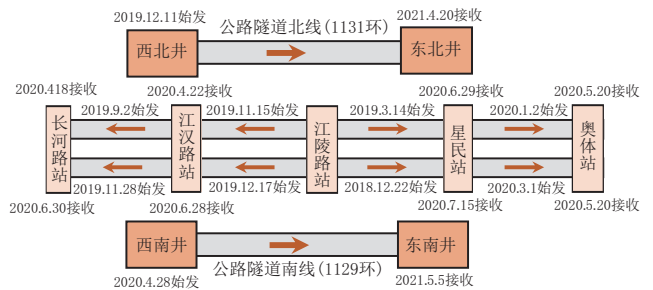 2019.12.11始发
公路隧道北线(1131环)
2021.4.20接收
西北井
东北井
2020.418接收
2020.4.22接收
2020.6.29接收
2020.5.20接收
2019.9.2始发
2019.11.15始发
2019.3.14始发
2020.1.2始发
长河路站
江汉路站
江陵路站
星民站
奥体站
2019.11.28始发
2019.12.17始发
2018.12.22始发
2020.3.1始发
2020.6.30接收
2020.6.28接收
2020.7.15接收
2020.5.20接收
西南井
东南井
2020.4.28始发
公路隧道南线(1129环)
2021.5.5接收